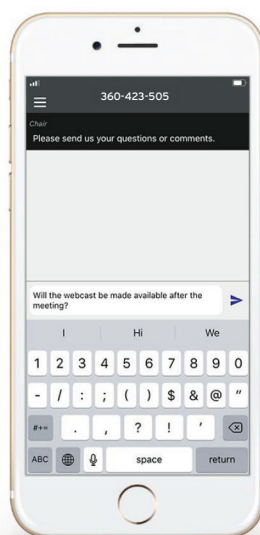 360-423-505
Chair
Please send us your questions or comments.
Will the webcast be made available after the
meeting?
I Hi We
1 2 3 4 5 6 7 8 9 0
- / : ; ( ) $ & @ "
#+= . , ? ! '
ABC space return